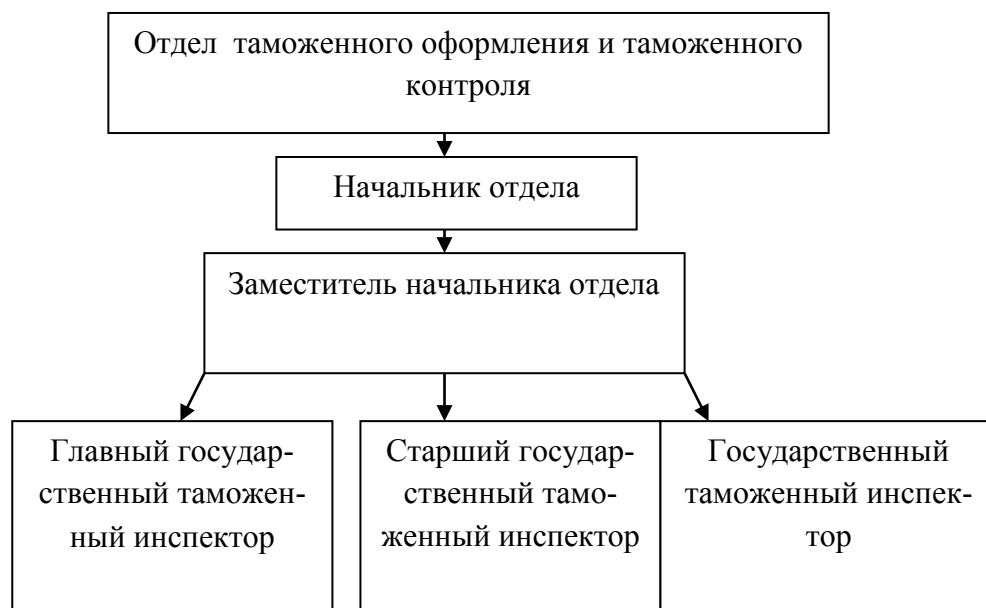 Отдел таможенного оформления и таможенного
контроля
Начальник отдела
Заместитель начальника отдела
Главный государ-
ственный таможен-
ный инспектор
Старший государ-
ственный тамо-
женный инспектор
Государственный
таможенный инспек-
тор